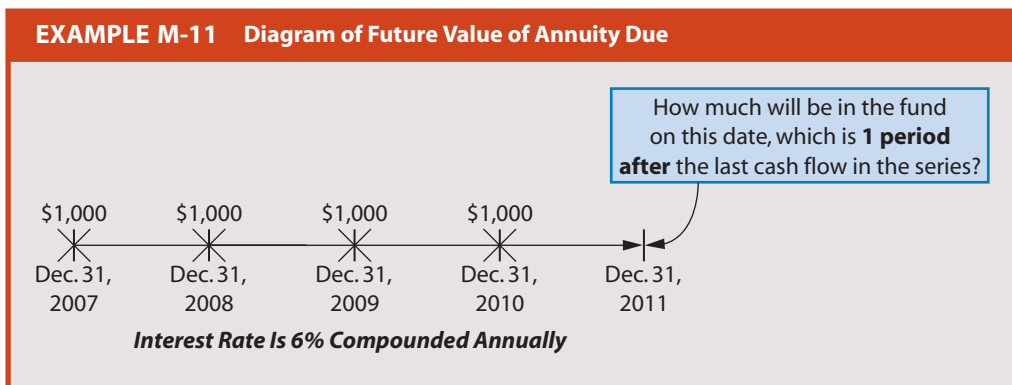 EXAMPLE M-11 Diagram of Future Value of Annuity Due
How much will be in the fund
on this date, which is 1 period
after the last cash flow in the series?
$1,000 $1,000 $1,000 $1,000
Dec. 31, Dec. 31, Dec. 31, Dec. 31, Dec. 31,
2007 2008 2009 2010 2011
Interest Rate Is 6% Compounded Annually